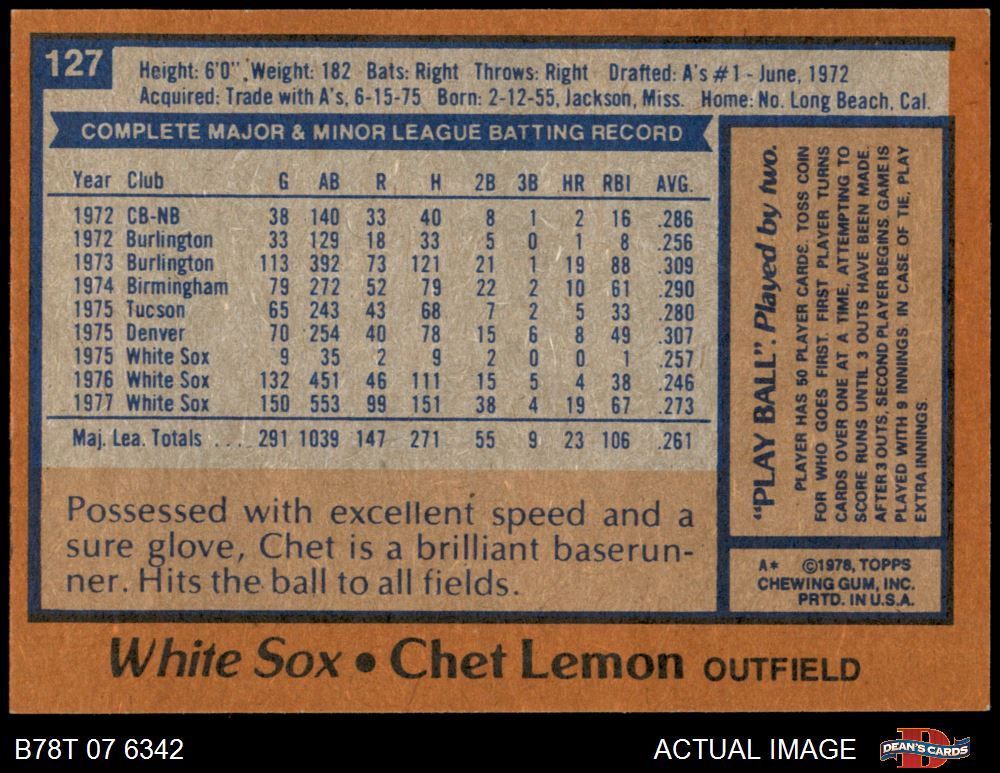 127
Height: 6'0" Weight: 182 Bats: Right Throws: Right Drafted: A's #1 - June, 1972
Acquired: Trade with A's, 6-15-75 Born: 2-12-55, Jackson, Miss. Home: No. Long Beach, Cal.
COMPLETE MAJOR & MINOR LEAGUE BATTING RECORD
Year Club G AB R H 2B 3B HR RBI AVG.
1972 CB-NB 38 140 33 40 8 1 2 16 .286
1972 Burlington 33 129 18 33 5 0 1 8 .256
1973 Burlington 113 392 73 121 21 1 19 88 .309
1974 Birmingham 79 272 52 79 22 2 10 61 .290
1975 Tucson 65 243 43 68 7 2 5 33 .280
1975 Denver 70 254 40 78 15 6 8 49 .307
1975 White Sox 9 35 2 9 2 0 0 1 .257
1976 White Sox 132 451 46 111 15 5 4 38 .246
1977 White Sox 150 553 99 151 38 4 19 67 .273
Maj. Lea. Totals .... 291 1039 147 271 55 9 23 106 .261
Possessed with excellent speed and a
sure glove, Chet is a brilliant baserun-
ner. Hits the ball to all fields.
"PLAY BALL". Played by two.
PLAYER HAS 50 PLAYER CARDS. TOSS COIN
FOR WHO GOES FIRST. FIRST PLAYER TURNS
CARDS OVER ONE AT A TIME, ATTEMPTING TO
SCORE RUNS UNTIL 3 OUTS HAVE BEEN MADE.
AFTER 3 OUTS, SECOND PLAYER BEGINS. GAME IS
PLAYED WITH 9 INNINGS. IN CASE OF TIE, PLAY
EXTRA INNINGS.
A* ©1978, TOPPS
CHEWING GUM, INC.
PRTD. IN U.S.A.
White Sox • Chet Lemon OUTFIELD
B78T 07 6342
ACTUAL IMAGE
DEAN'S CARDS